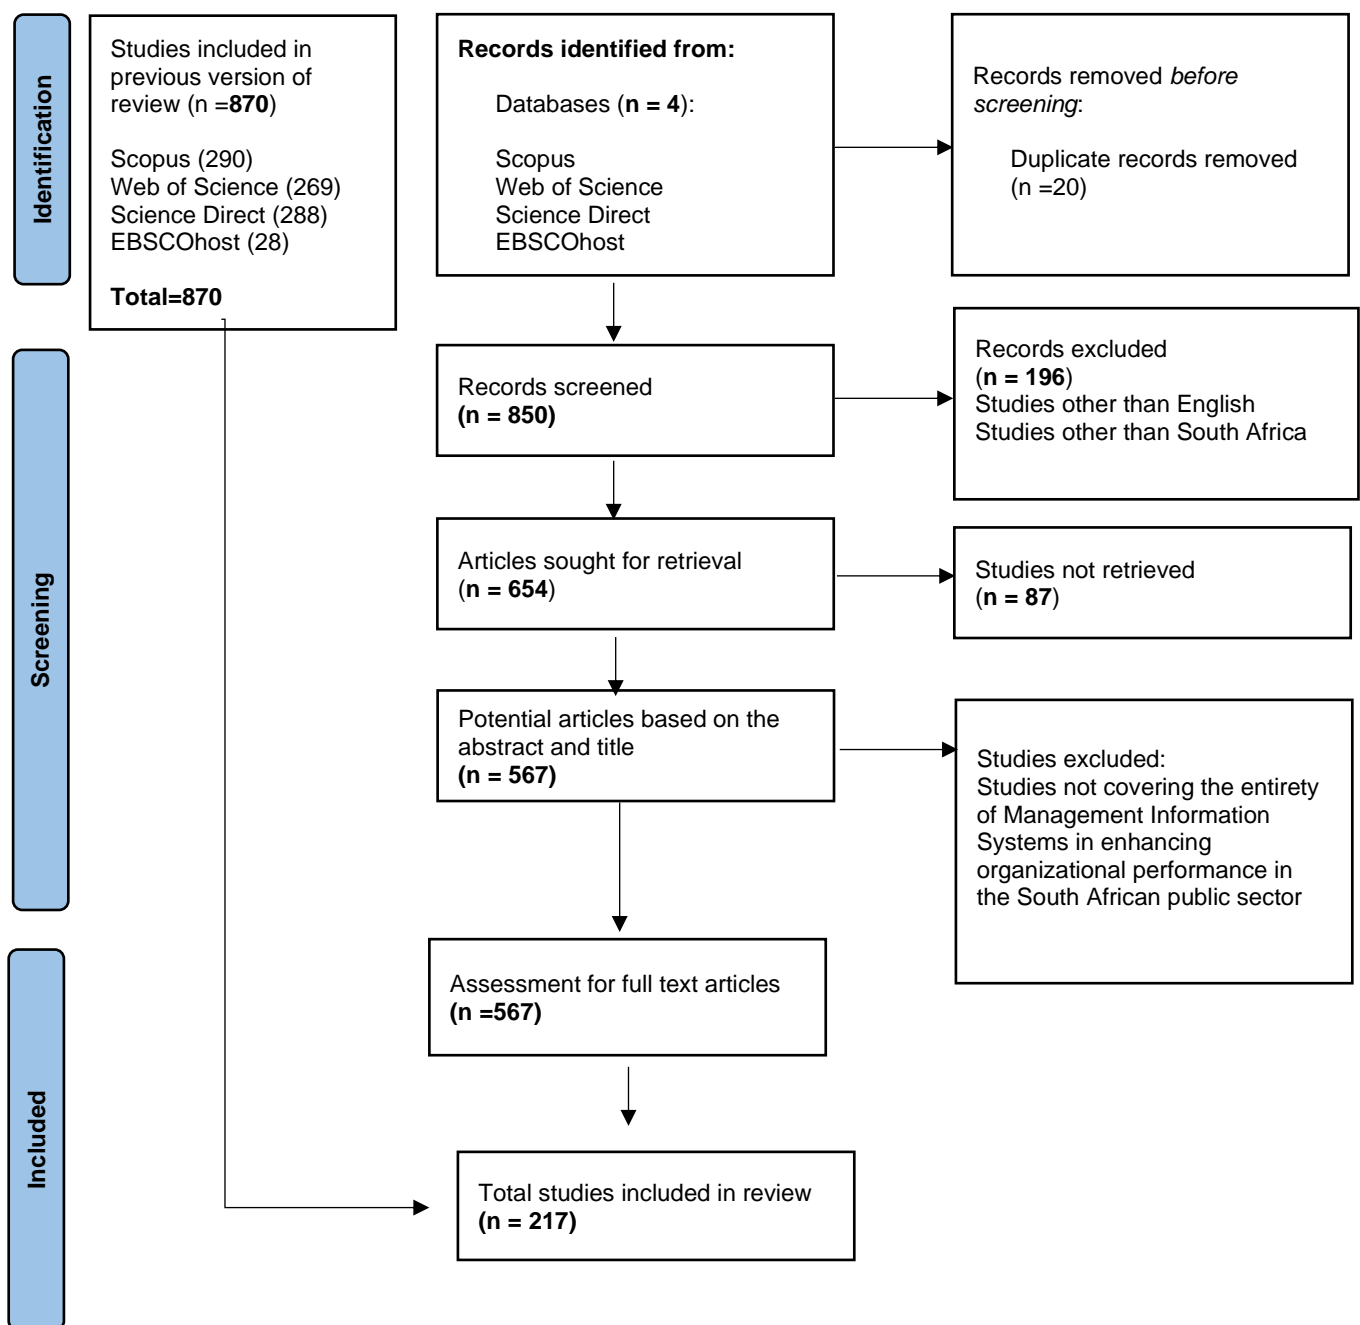 Identification
Studies included in
previous version of
review (n =870)
Scopus (290)
Web of Science (269)
Science Direct (288)
EBSCOhost (28)
Total=870
Records identified from:
Databases (n = 4):
Scopus
Web of Science
Science Direct
EBSCOhost
Records removed before
screening:
Duplicate records removed
(n =20)
Screening
Records screened
(n = 850)
Records excluded
(n = 196)
Studies other than English
Studies other than South Africa
Articles sought for retrieval
(n = 654)
Studies not retrieved
(n = 87)
Potential articles based on the
abstract and title
(n = 567)
Studies excluded:
Studies not covering the entirety
of Management Information
Systems in enhancing
organizational performance in
the South African public sector
Included
Assessment for full text articles
(n =567)
Total studies included in review
(n = 217)